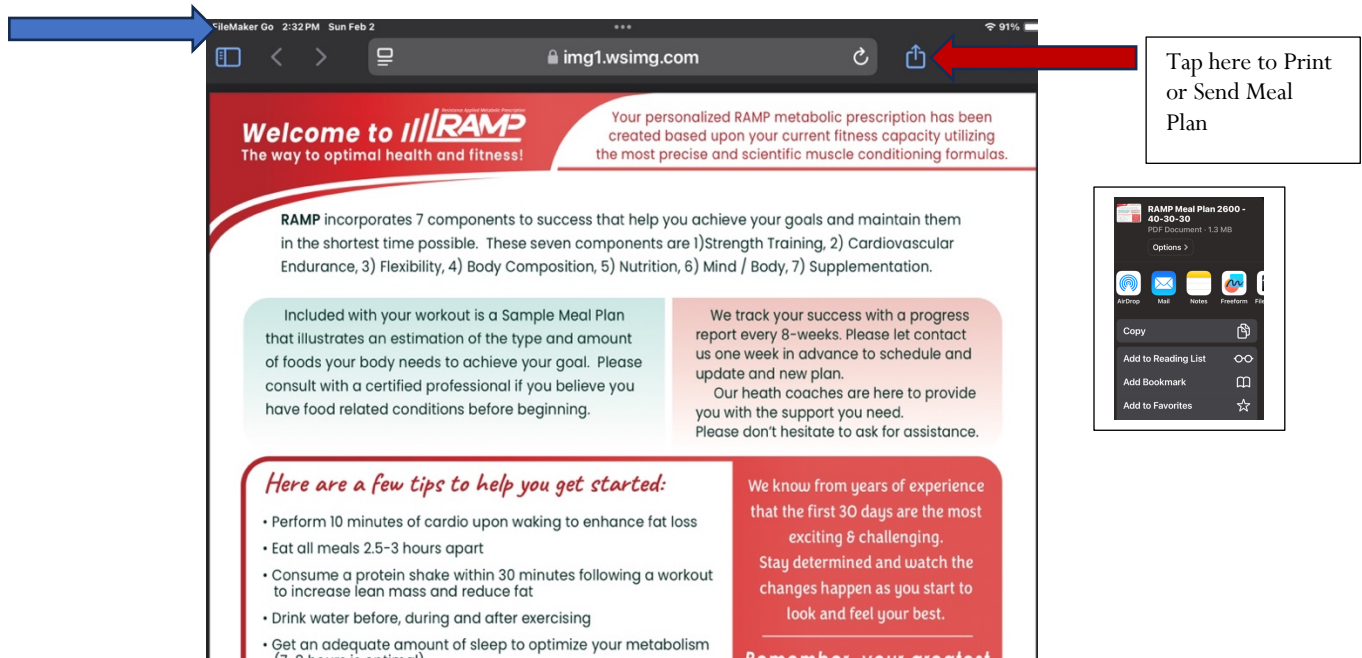 FileMaker Go 2:32 PM Sun Feb 2
91%
img1.wsimg.com
Tap here to Print
or Send Meal
Plan
Welcome to RAMP
Resistance Applied Metabolic Prescription
The way to optimal health and fitness!
Your personalized RAMP metabolic prescription has been
created based upon your current fitness capacity utilizing
the most precise and scientific muscle conditioning formulas.
RAMP incorporates 7 components to success that help you achieve your goals and maintain them
in the shortest time possible. These seven components are 1)Strength Training, 2) Cardiovascular
Endurance, 3) Flexibility, 4) Body Composition, 5) Nutrition, 6) Mind / Body, 7) Supplementation.
Included with your workout is a Sample Meal Plan
that illustrates an estimation of the type and amount
of foods your body needs to achieve your goal. Please
consult with a certified professional if you believe you
have food related conditions before beginning.
We track your success with a progress
report every 8-weeks. Please let contact
us one week in advance to schedule and
update and new plan.
Our heath coaches are here to provide
you with the support you need.
Please don't hesitate to ask for assistance.
RAMP Meal Plan 2600 -
40-30-30
PDF Document · 1.3 MB
Options >
AirDrop Mail Notes Freeform
Copy
Add to Reading List
Add Bookmark
Add to Favorites
Here are a few tips to help you get started:
• Perform 10 minutes of cardio upon waking to enhance fat loss
• Eat all meals 2.5-3 hours apart
• Consume a protein shake within 30 minutes following a workout
to increase lean mass and reduce fat
• Drink water before, during and after exercising
• Get an adequate amount of sleep to optimize your metabolism
We know from years of experience
that the first 30 days are the most
exciting & challenging.
Stay determined and watch the
changes happen as you start to
look and feel your best.
Remember, your greatest